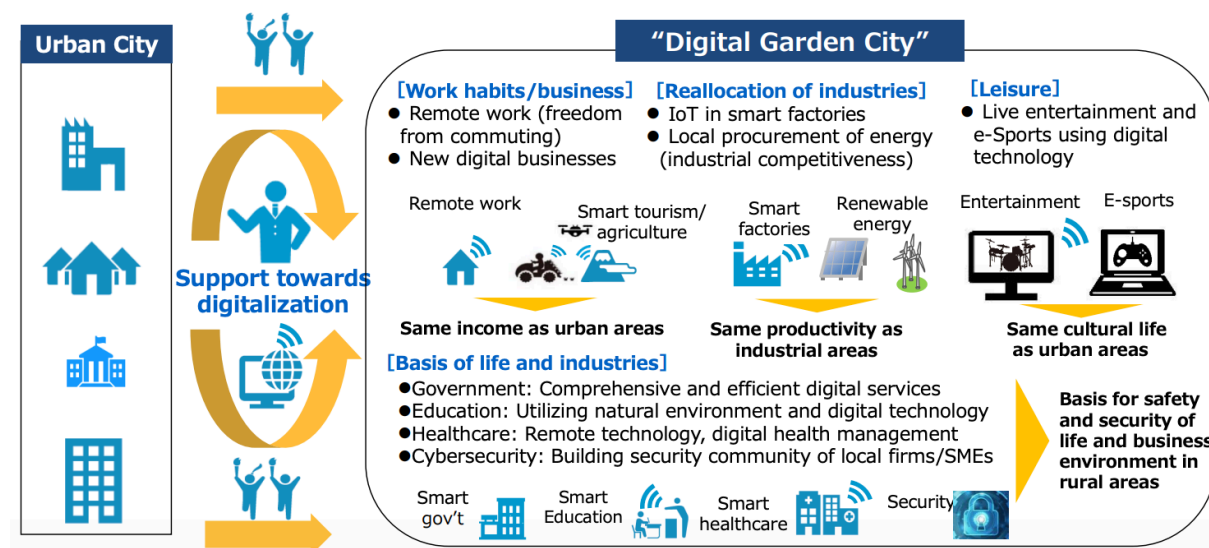 Urban City
Support towards
digitalization
“Digital Garden City”
[Work habits/business]
● Remote work (freedom
from commuting)
● New digital businesses
Remote work
Smart tourism/
agriculture
Same income as urban areas
[Reallocation of industries]
● IoT in smart factories
● Local procurement of energy
(industrial competitiveness)
Smart
factories
Renewable
energy
Same productivity as
industrial areas
[Leisure]
● Live entertainment and
e-Sports using digital
technology
Entertainment
E-sports
Same cultural life
as urban areas
[Basis of life and industries]
●Government: Comprehensive and efficient digital services
●Education: Utilizing natural environment and digital technology
●Healthcare: Remote technology, digital health management
●Cybersecurity: Building security community of local firms/SMEs
Smart
gov’t
Smart
Education
Smart
healthcare
Security
Basis for safety
and security of
life and business
environment in
rural areas